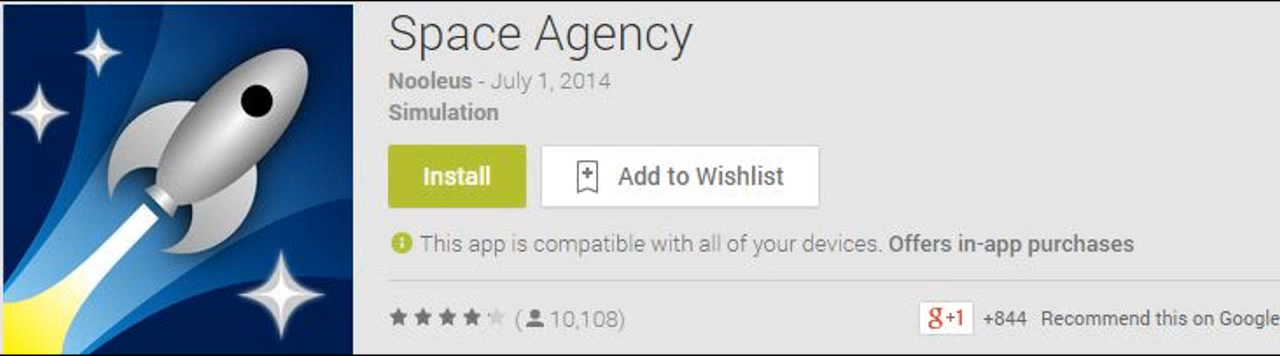 Space Agency
Nooleus - July 1, 2014
Simulation
Install
Add to Wishlist
This app is compatible with all of your devices. Offers in-app purchases
(10,108)
g+1 +844 Recommend this on Google